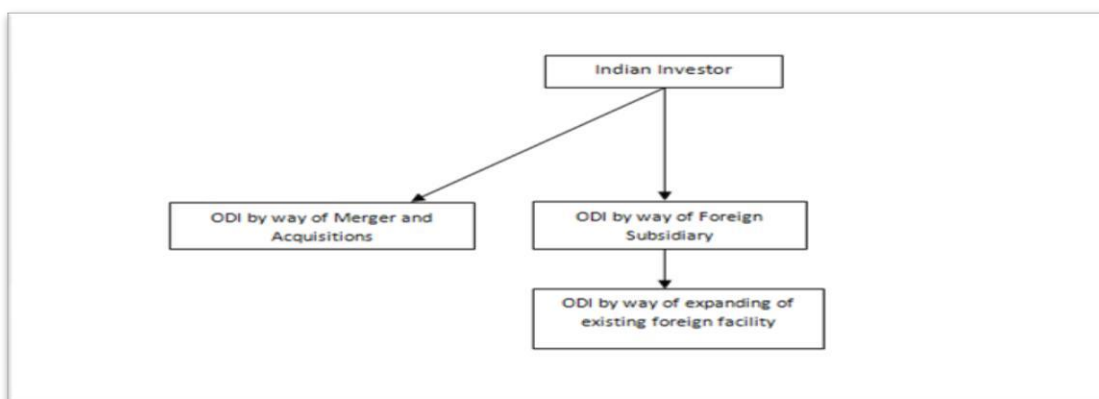 Indian Investor
ODI by way of Merger and
Acquisitions
ODI by way of Foreign
Subsidiary
ODI by way of expanding of
existing foreign facility